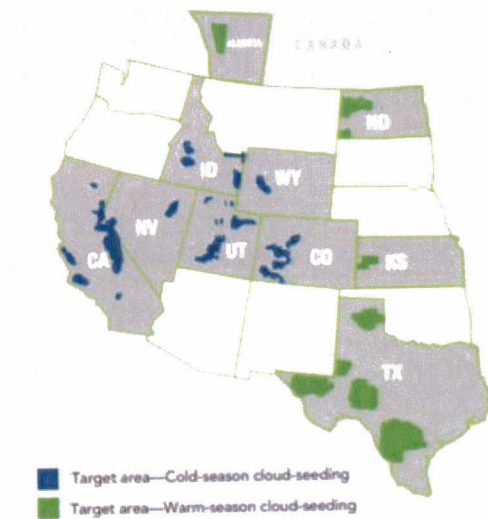 ALBERTA
CANADA
ND
ID
WY
NV
CA
UT
CO
KS
TX
Target area—Cold-season cloud-seeding
Target area—Warm-season cloud-seeding